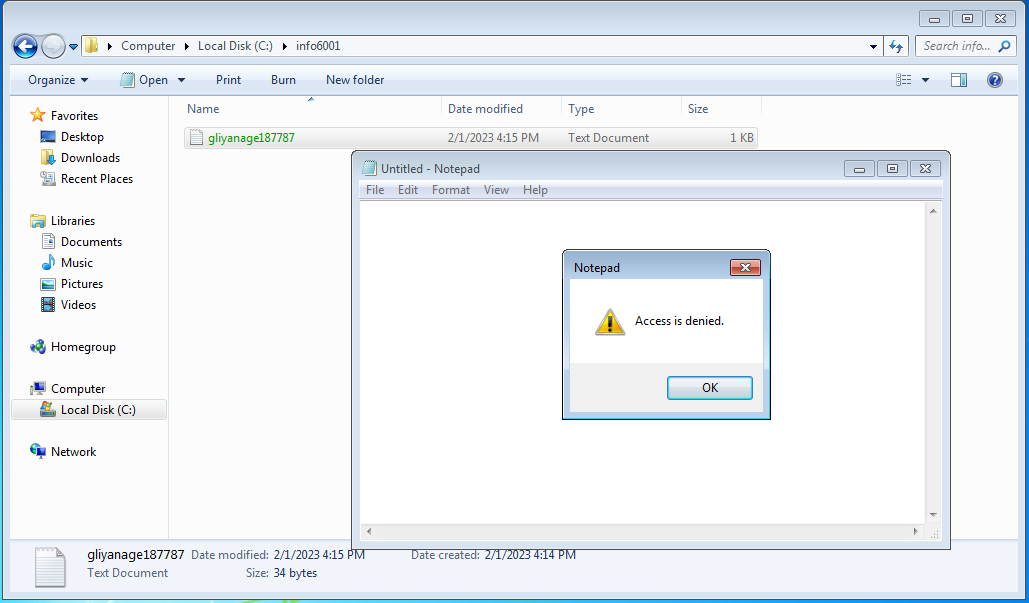 Computer Local Disk (C:) info6001
Search info...
Organize Open Print Burn New folder
Favorites
Desktop
Downloads
Recent Places
Libraries
Documents
Music
Pictures
Videos
Homegroup
Computer
Local Disk (C:)
Network
Name Date modified Type Size
gliyanage187787 2/1/2023 4:15 PM Text Document 1 KB
Untitled - Notepad
File Edit Format View Help
Notepad
Access is denied.
OK
gliyanage187787 Date modified: 2/1/2023 4:15 PM Date created: 2/1/2023 4:14 PM
Text Document Size: 34 bytes